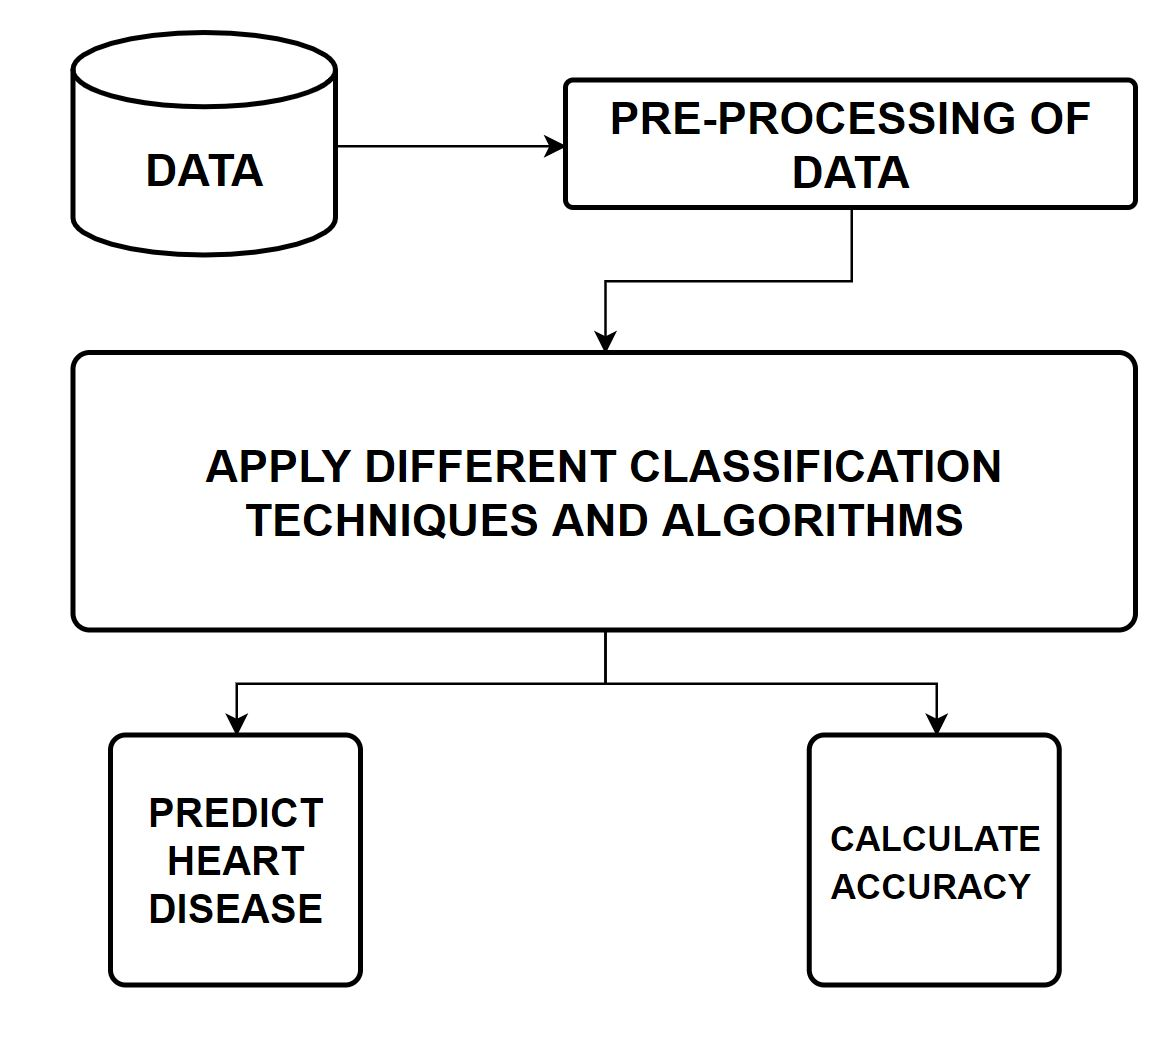 DATA
PRE-PROCESSING OF
DATA
APPLY DIFFERENT CLASSIFICATION
TECHNIQUES AND ALGORITHMS
PREDICT
HEART
DISEASE
CALCULATE
ACCURACY